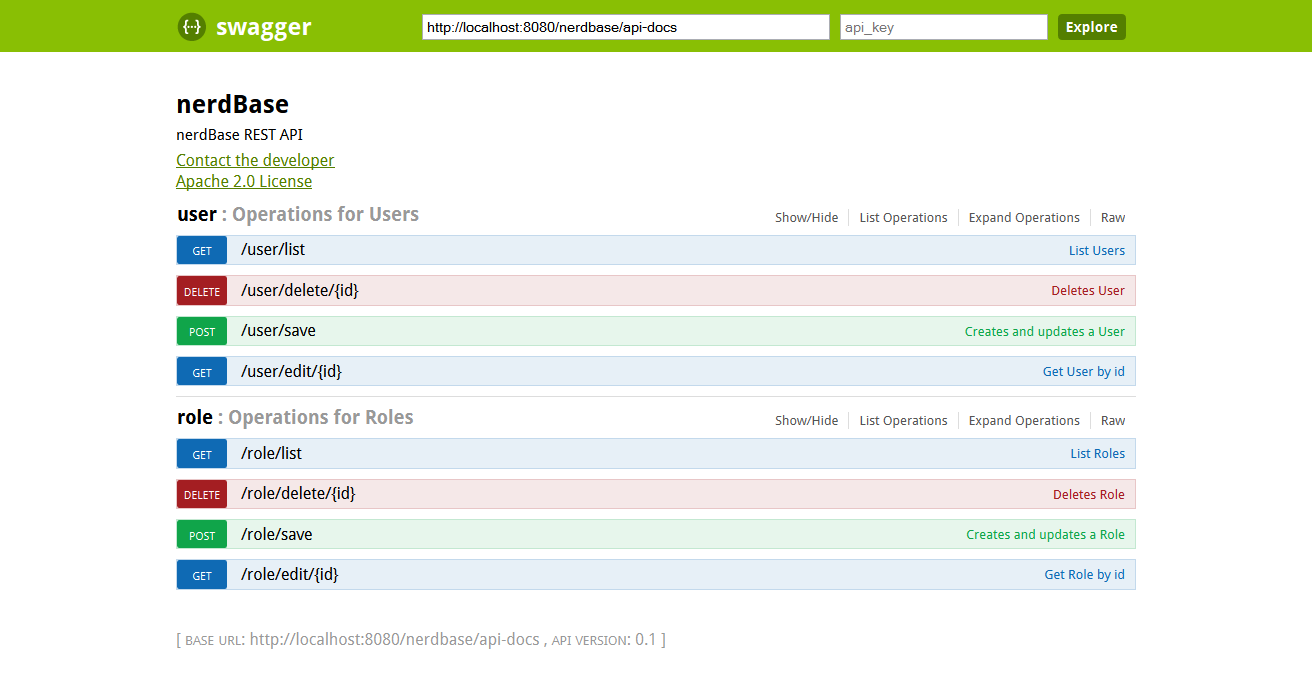 {···} swagger http://localhost:8080/nerdbase/api-docs api_key Explore
nerdBase
nerdBase REST API
Contact the developer
Apache 2.0 License
user : Operations for Users Show/Hide List Operations Expand Operations Raw
GET /user/list List Users
DELETE /user/delete/{id} Deletes User
POST /user/save Creates and updates a User
GET /user/edit/{id} Get User by id
role : Operations for Roles Show/Hide List Operations Expand Operations Raw
GET /role/list List Roles
DELETE /role/delete/{id} Deletes Role
POST /role/save Creates and updates a Role
GET /role/edit/{id} Get Role by id
[ BASE URL: http://localhost:8080/nerdbase/api-docs , API VERSION: 0.1 ]